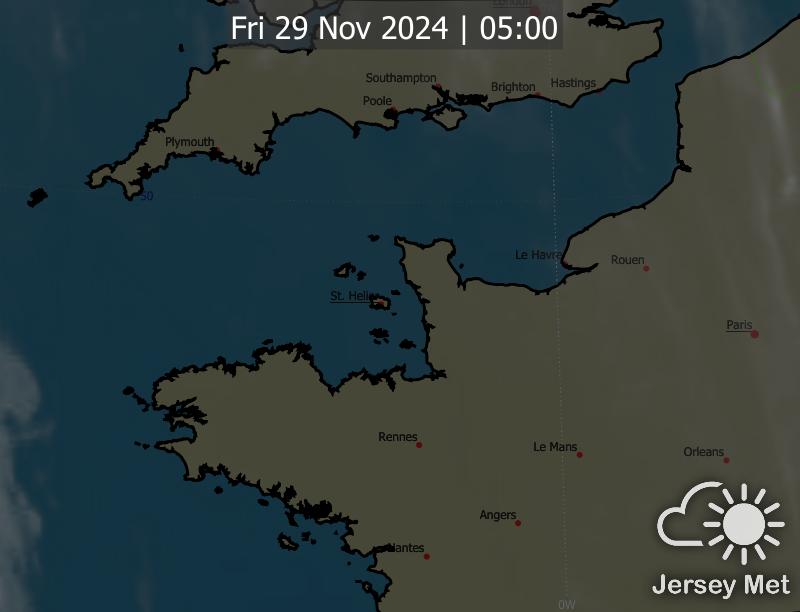 London
Fri 29 Nov 2024 | 05:00
Southampton
Brighton
Hastings
Poole
Plymouth
50
Le Havre
Rouen
St. Helier
Paris
Rennes
Le Mans
Orleans
Angers
Nantes
Jersey Met
0W